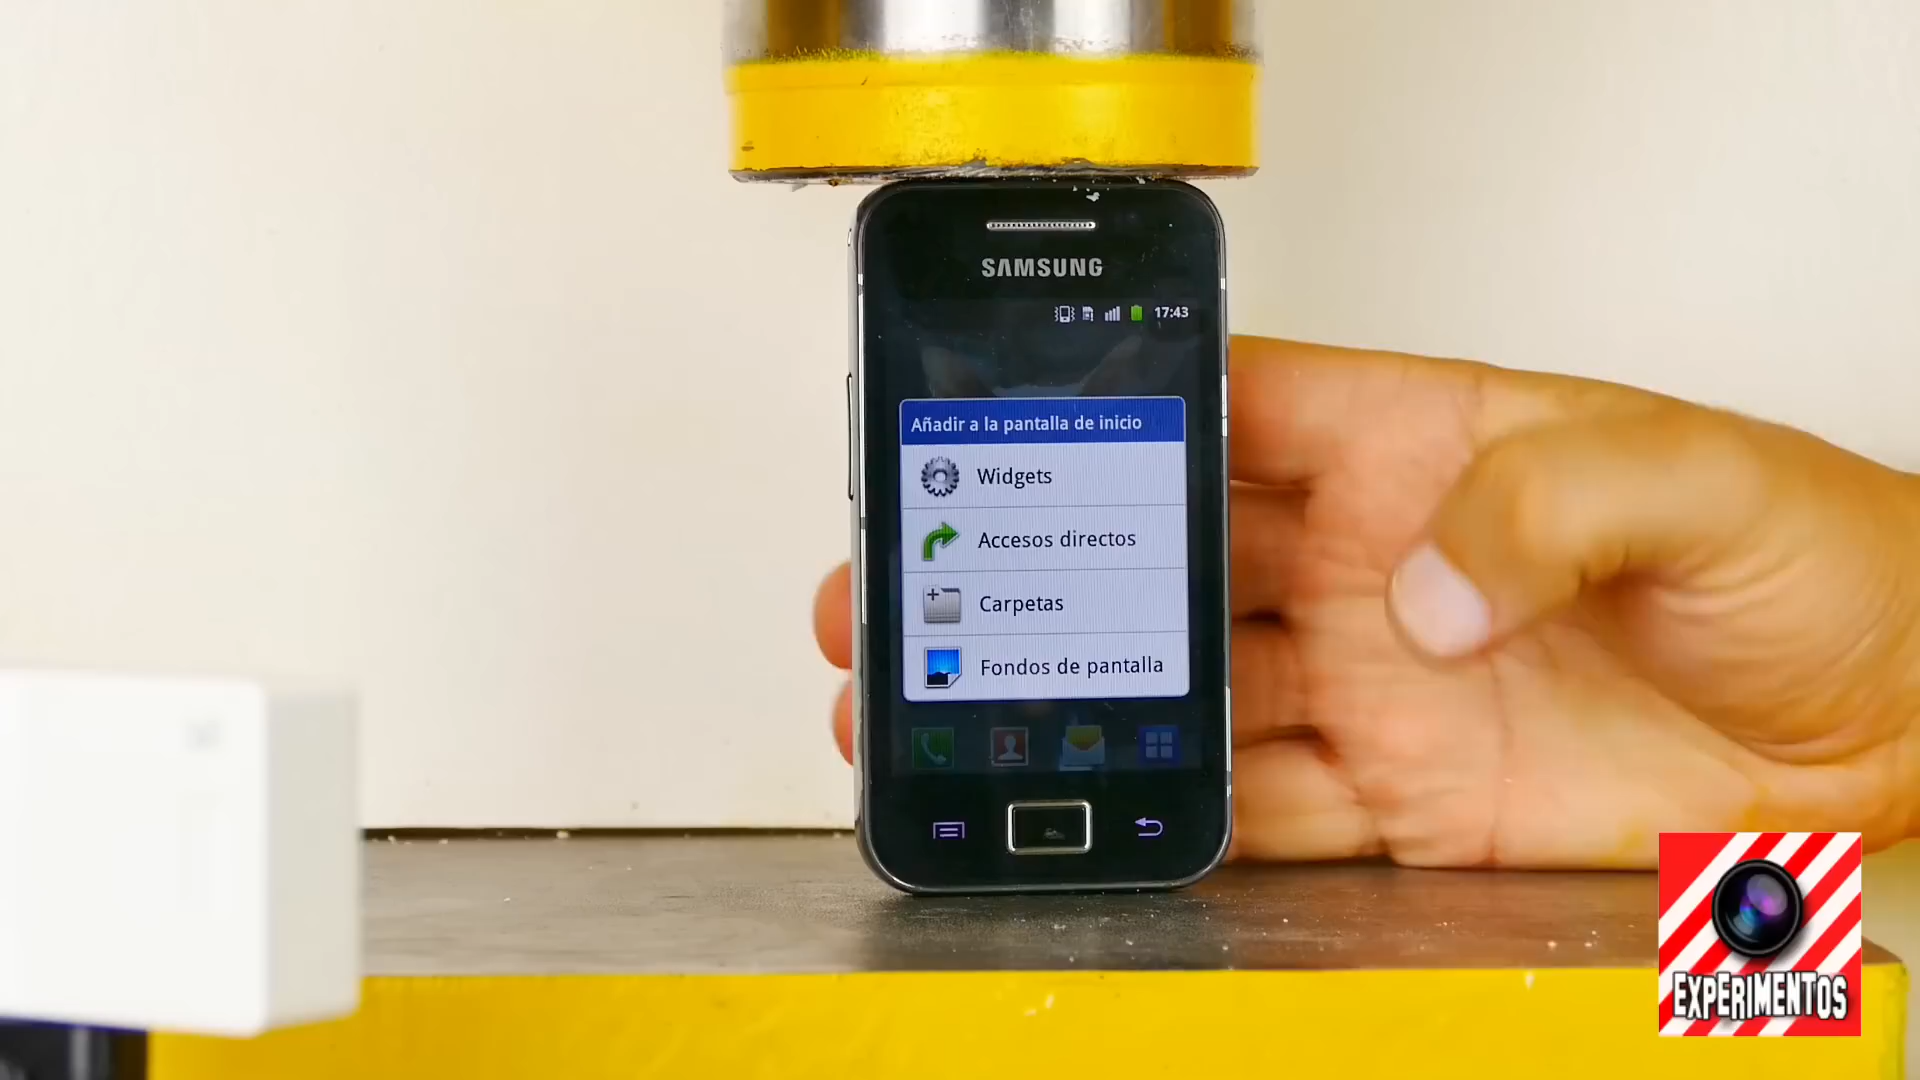 SAMSUNG
17:43
Añadir a la pantalla de inicio
Widgets
Accesos directos
Carpetas
Fondos de pantalla
EXPERIMENTOS